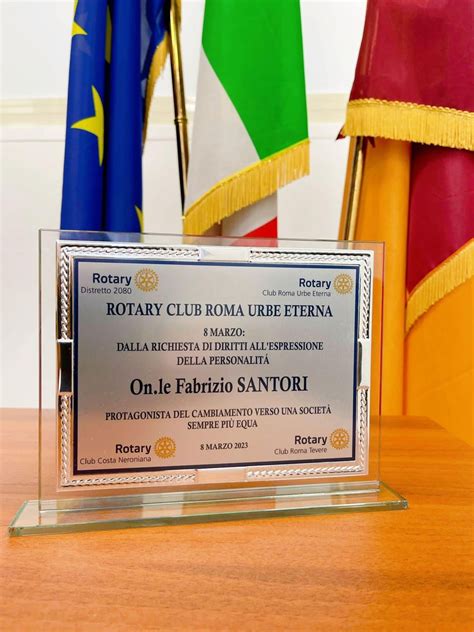 Rotary
Distretto 2080
Rotary
Club Roma Urbe Eterna
ROTARY CLUB ROMA URBE ETERNA
8 MARZO:
DALLA RICHIESTA DI DIRITTI ALL'ESPRESSIONE
DELLA PERSONALITÁ
On.le Fabrizio SANTORI
PROTAGONISTA DEL CAMBIAMENTO VERSO UNA SOCIETÀ
SEMPRE PIÙ EQUA
Rotary
Club Costa Neroniana
8 MARZO 2023
Rotary
Club Roma Tevere